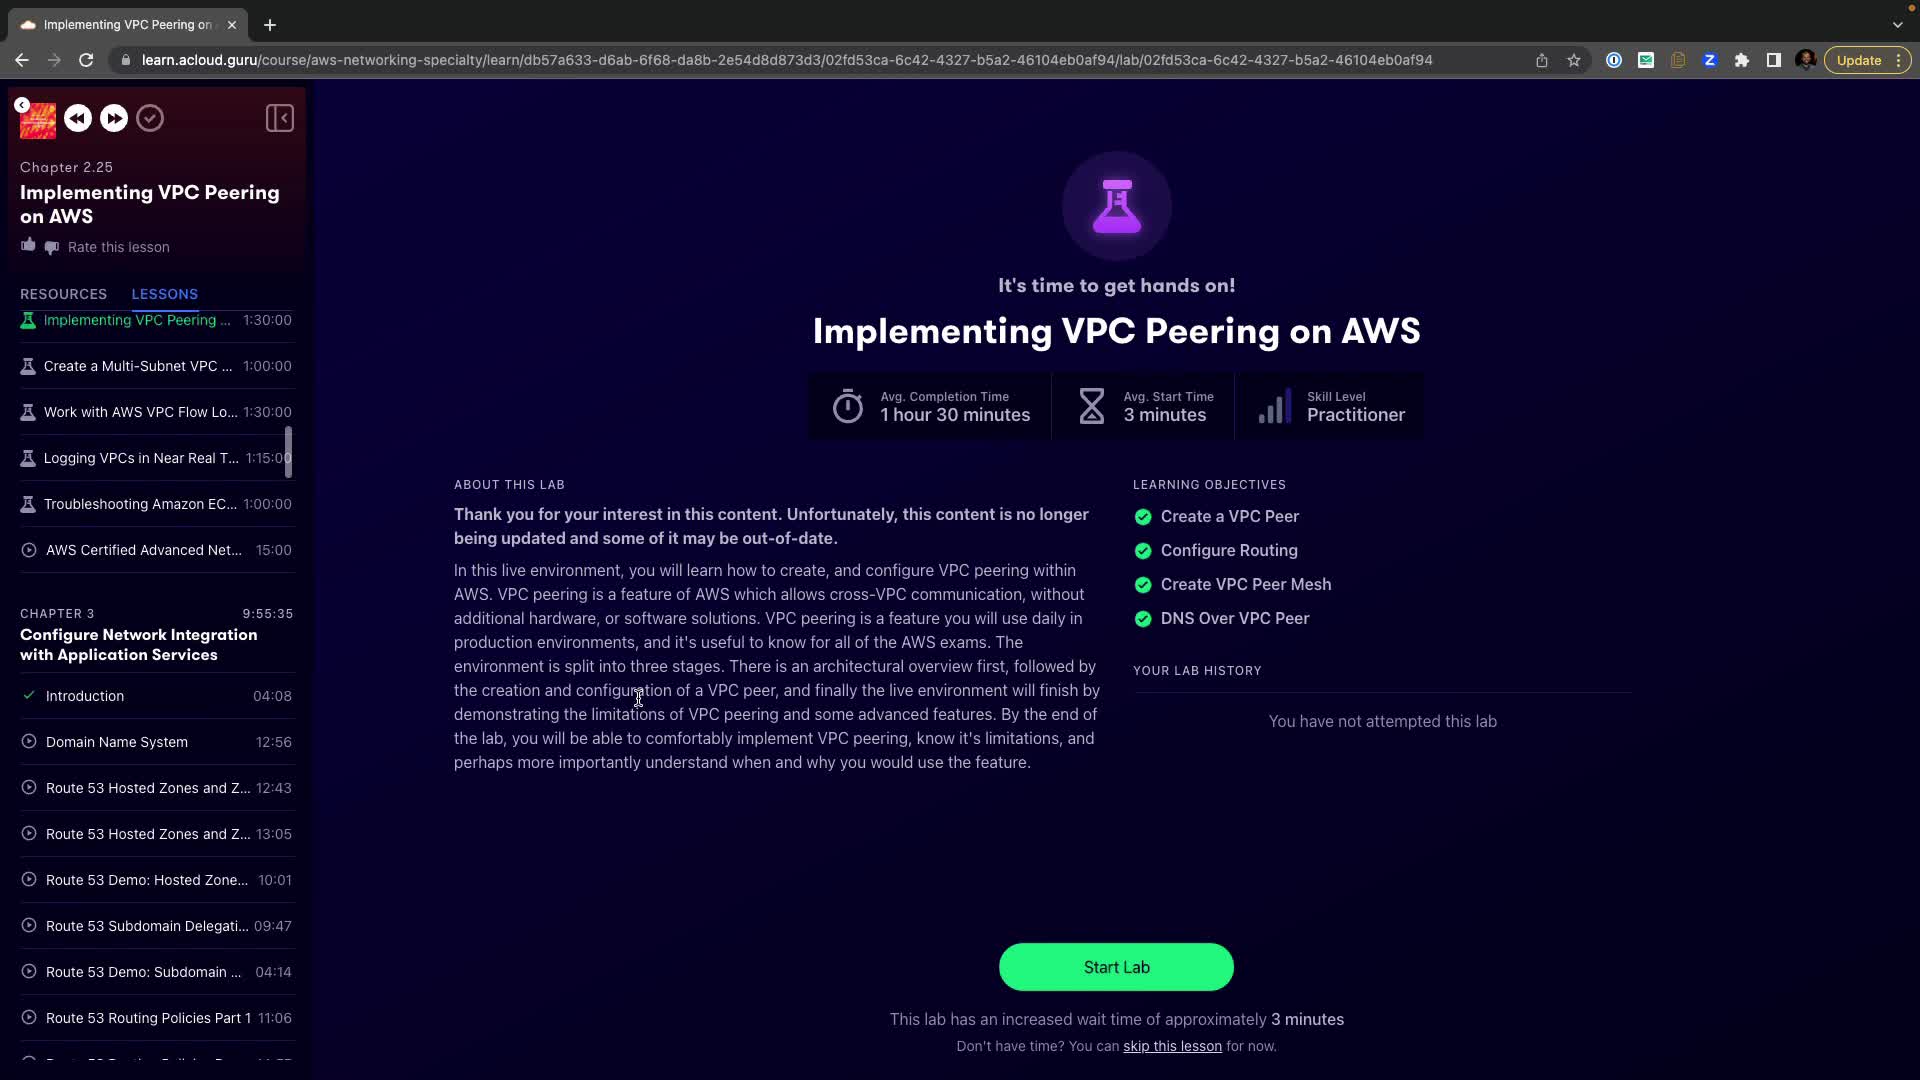 Implementing VPC Peering on
learn.acloud.guru/course/aws-networking-specialty/learn/db57a633-d6ab-6f68-da8b-2e54d8d873d3/02fd53ca-6c42-4327-b5a2-46104eb0af94/lab/02fd53ca-6c42-4327-b5a2-46104eb0af94
Update
Chapter 2.25
Implementing VPC Peering
on AWS
Rate this lesson
RESOURCES
LESSONS
Implementing VPC Peering ... 1:30:00
Create a Multi-Subnet VPC ... 1:00:00
Work with AWS VPC Flow Lo... 1:30:00
Logging VPCs in Near Real T... 1:15:00
Troubleshooting Amazon EC... 1:00:00
AWS Certified Advanced Net... 15:00
CHAPTER 3 9:55:35
Configure Network Integration
with Application Services
Introduction 04:08
Domain Name System 12:56
Route 53 Hosted Zones and Z... 12:43
Route 53 Hosted Zones and Z... 13:05
Route 53 Demo: Hosted Zone... 10:01
Route 53 Subdomain Delegati... 09:47
Route 53 Demo: Subdomain ... 04:14
Route 53 Routing Policies Part 1 11:06
It's time to get hands on!
Implementing VPC Peering on AWS
Avg. Completion Time
1 hour 30 minutes
Avg. Start Time
3 minutes
Skill Level
Practitioner
ABOUT THIS LAB
Thank you for your interest in this content. Unfortunately, this content is no longer
being updated and some of it may be out-of-date.
In this live environment, you will learn how to create, and configure VPC peering within
AWS. VPC peering is a feature of AWS which allows cross-VPC communication, without
additional hardware, or software solutions. VPC peering is a feature you will use daily in
production environments, and it's useful to know for all of the AWS exams. The
environment is split into three stages. There is an architectural overview first, followed by
the creation and configuration of a VPC peer, and finally the live environment will finish by
demonstrating the limitations of VPC peering and some advanced features. By the end of
the lab, you will be able to comfortably implement VPC peering, know it's limitations, and
perhaps more importantly understand when and why you would use the feature.
LEARNING OBJECTIVES
Create a VPC Peer
Configure Routing
Create VPC Peer Mesh
DNS Over VPC Peer
YOUR LAB HISTORY
You have not attempted this lab
Start Lab
This lab has an increased wait time of approximately 3 minutes
Don't have time? You can skip this lesson for now.